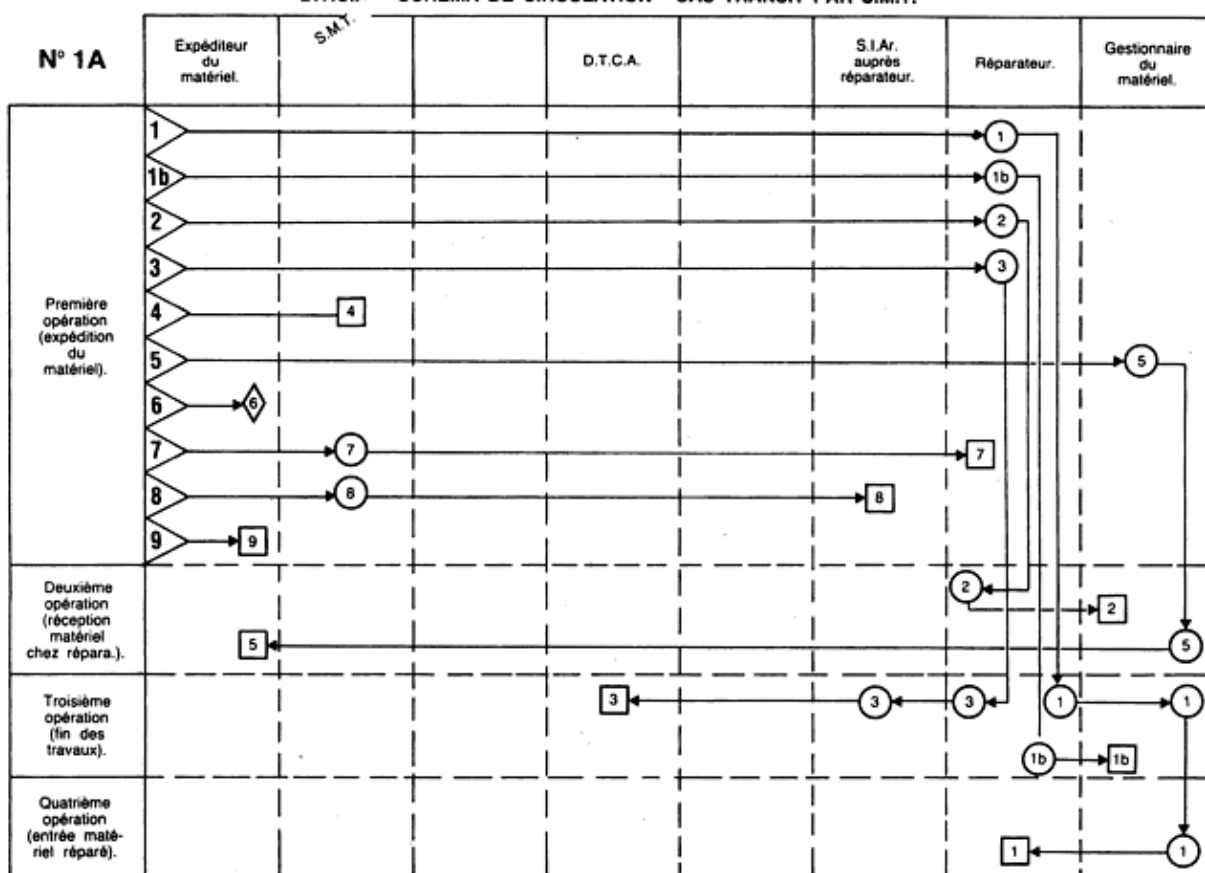 N° 1A
Expéditeur
du
matériel.
S.M.T.
D.T.C.A.
S.I.Ar.
auprès
réparateur.
Réparateur.
Gestionnaire
du
matériel.
Première
opération
(expédition
du
matériel).
1
1
1b
1b
2
2
3
3
4
4
5
5
6
6
7
7
7
8
8
8
9
9
Deuxième
opération
(réception
matériel
chez répara.).
2
2
5
5
Troisième
opération
(fin des
travaux).
3
3
3
1
1
1b
1b
Quatrième
opération
(entrée maté-
riel réparé).
1
1